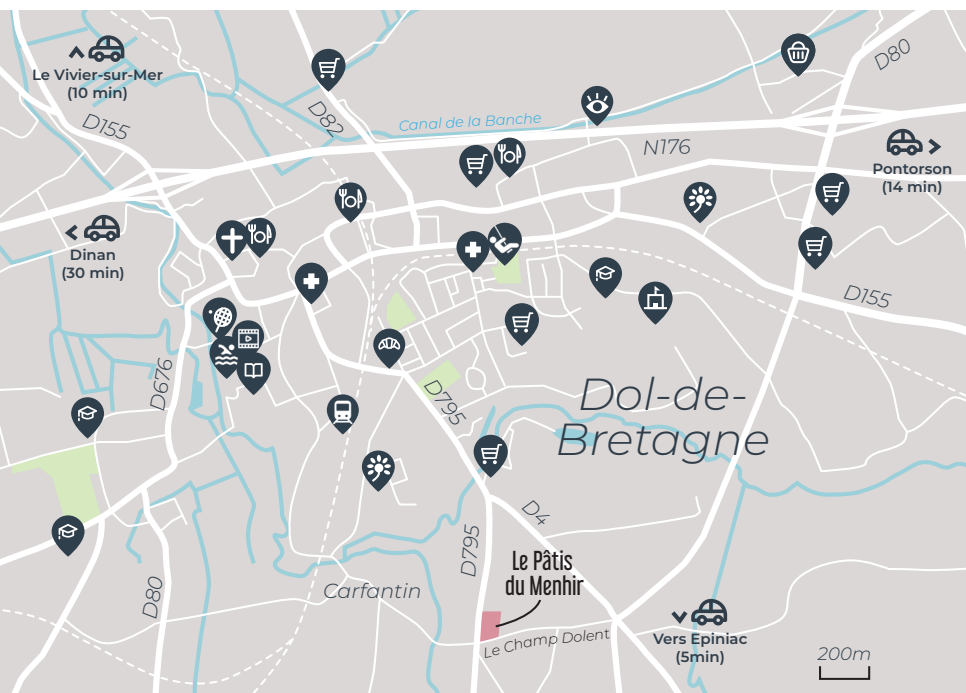 Le Vivier-sur-Mer
(10 min)
D155
D82
Canal de la Banche
N176
D80
Pontorson
(14 min)
Dinan
(30 min)
D155
D676
D795
Dol-de-
Bretagne
D4
D795
Le Pâtis
du Menhir
Carfantin
D80
Le Champ Dolent
Vers Epiniac
(5min)
200m